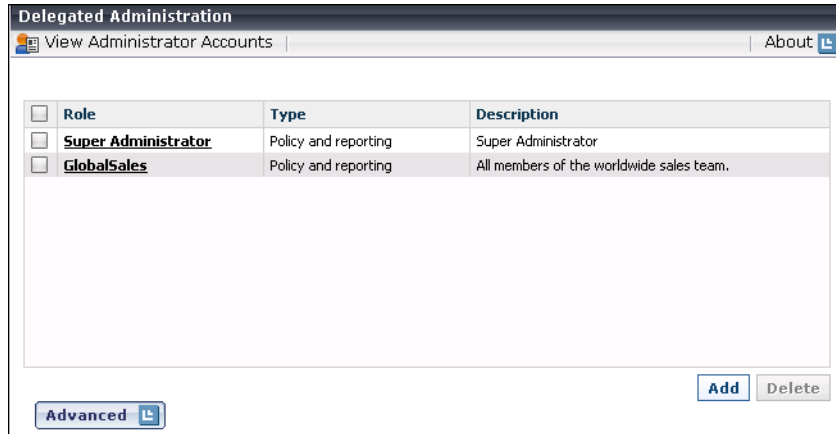 Delegated Administration
View Administrator Accounts About
Role Type Description
Super Administrator Policy and reporting Super Administrator
GlobalSales Policy and reporting All members of the worldwide sales team.
Add Delete
Advanced